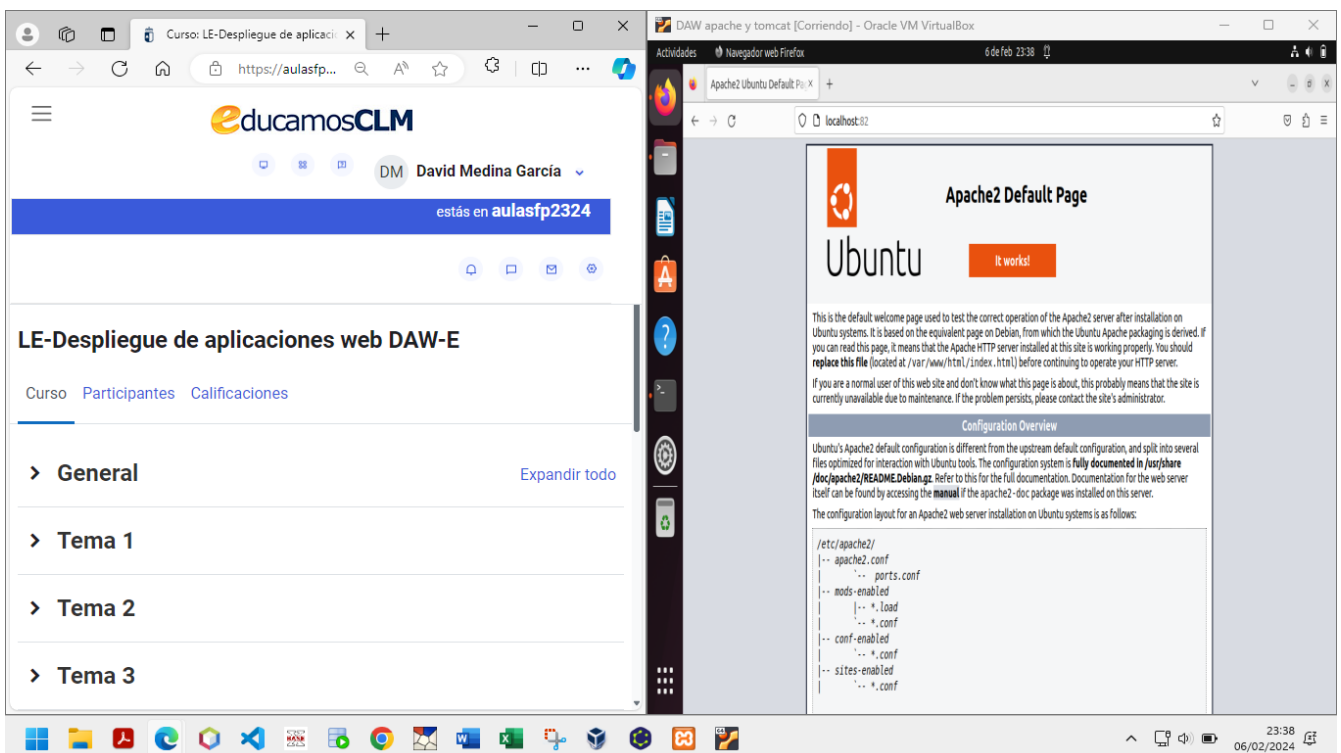 Curso: LE-Despliegue de aplicacio
https://aulasfp...
educamosCLM
DM David Medina García
estás en aulasfp2324
LE-Despliegue de aplicaciones web DAW-E
Curso Participantes Calificaciones
General Expandir todo
Tema 1
Tema 2
Tema 3
DAW apache y tomcat [Corriendo] - Oracle VM VirtualBox
Actividades Navegador web Firefox 6 de feb 23:38
Apache2 Ubuntu Default Pa
localhost:82
Apache2 Default Page
Ubuntu
It works!
This is the default welcome page used to test the correct operation of the Apache2 server after installation on
Ubuntu systems. It is based on the equivalent page on Debian, from which the Ubuntu Apache packaging is derived. If
you can read this page, it means that the Apache HTTP server installed at this site is working properly. You should
replace this file (located at /var/www/html/index.html) before continuing to operate your HTTP server.
If you are a normal user of this web site and don't know what this page is about, this probably means that the site is
currently unavailable due to maintenance. If the problem persists, please contact the site's administrator.
Configuration Overview
Ubuntu's Apache2 default configuration is different from the upstream default configuration, and split into several
files optimized for interaction with Ubuntu tools. The configuration system is fully documented in /usr/share
/doc/apache2/README.Debian.gz. Refer to this for the full documentation. Documentation for the web server
itself can be found by accessing the manual if the apache2-doc package was installed on this server.
The configuration layout for an Apache2 web server installation on Ubuntu systems is as follows:
/etc/apache2/
|-- apache2.conf
| `-- ports.conf
|-- mods-enabled
| |-- *.load
| `-- *.conf
|-- conf-enabled
| `-- *.conf
|-- sites-enabled
| `-- *.conf
23:38
06/02/2024